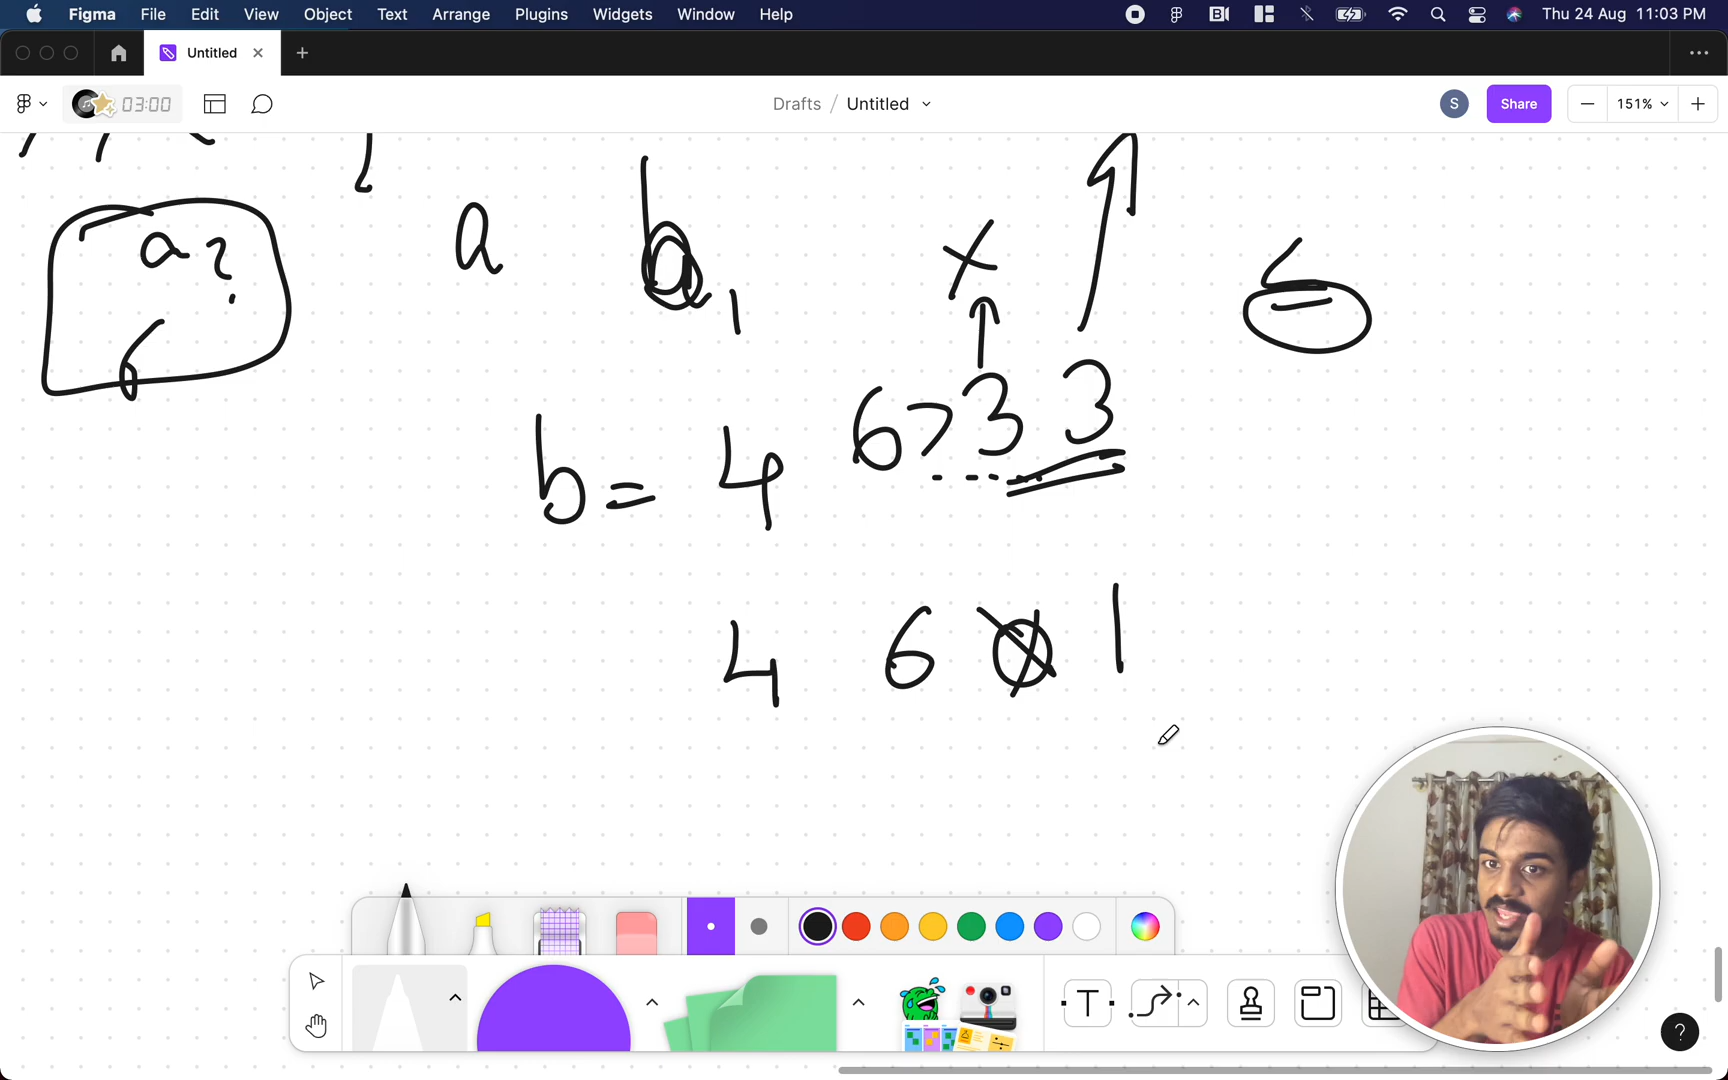 Figma File Edit View Object Text Arrange Plugins Widgets Window Help Thu 24 Aug 11:03 PM
Untitled
03:00 Drafts / Untitled S Share 151%
a ?
a b 1 x
6 > 3 3
b = 4
4 6 1
T
?